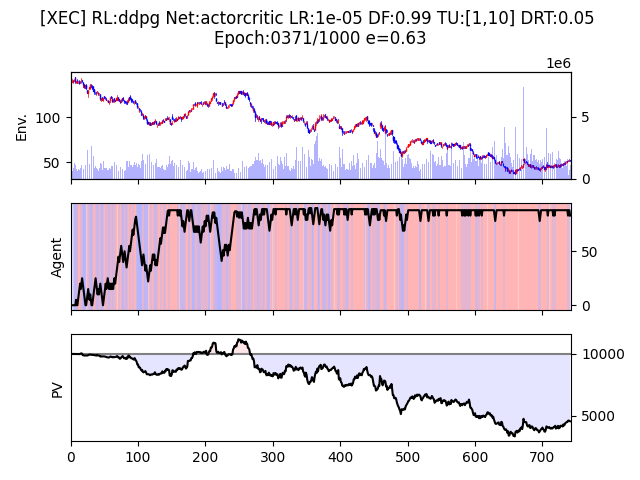 [XEC] RL:ddpg Net:actorcritic LR:1e-05 DF:0.99 TU:[1,10] DRT:0.05
Epoch:0371/1000 e=0.63
1e6
Env.
100
50
5
0
Agent
50
0
PV
10000
5000
0 100 200 300 400 500 600 700